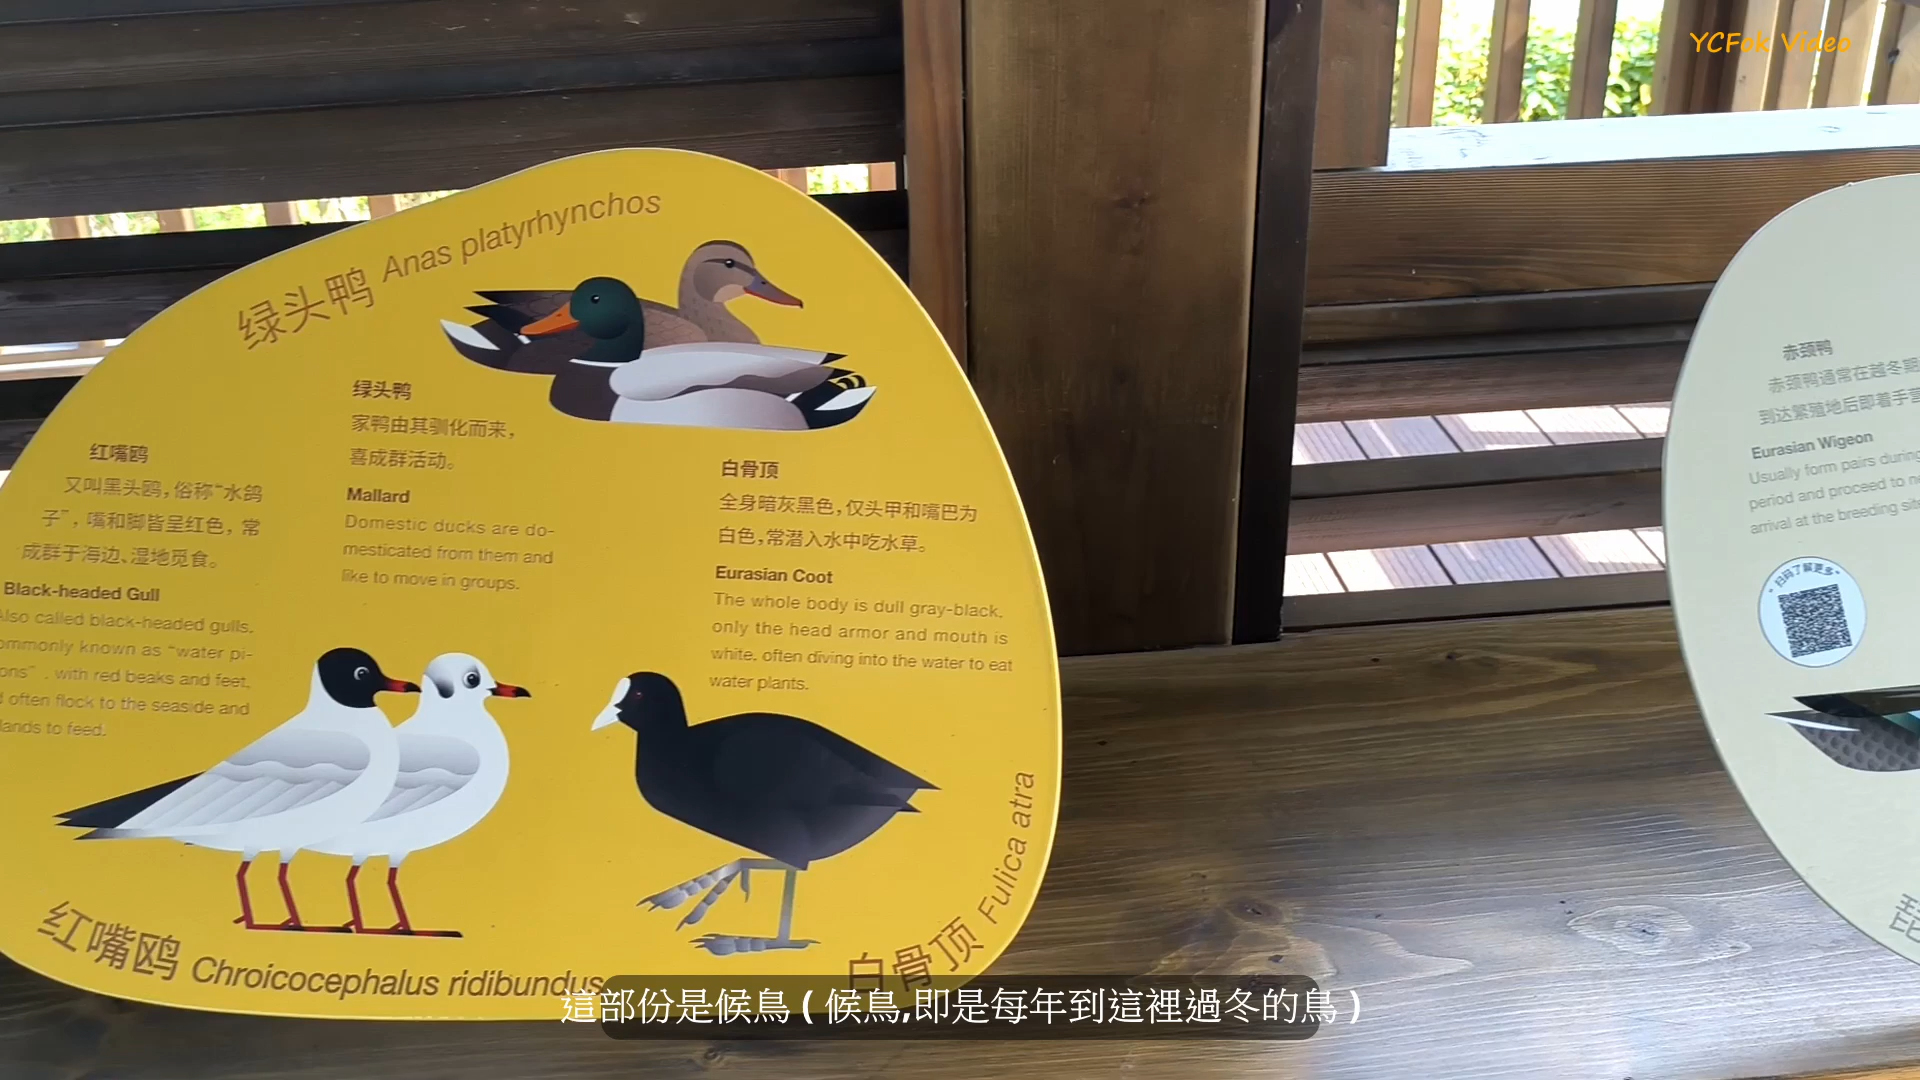 YCFok Video
绿头鸭 Anas platyrhynchos
绿头鸭
家鸭由其驯化而来，
喜成群活动。
Mallard
Domestic ducks are do-
mesticated from them and
like to move in groups.
红嘴鸥
又叫黑头鸥，俗称“水鸽
子”，嘴和脚皆呈红色，常
成群于海边、湿地觅食。
Black-headed Gull
Also called black-headed gulls,
ommonly known as “water pi-
ons”, with red beaks and feet,
often flock to the seaside and
lands to feed.
白骨顶
全身暗灰黑色，仅头甲和嘴巴为
白色，常潜入水中吃水草。
Eurasian Coot
The whole body is dull gray-black,
only the head armor and mouth is
white, often diving into the water to eat
water plants.
红嘴鸥 Chroicocephalus ridibundus
白骨顶 Fulica atra
赤颈鸭
赤颈鸭通常在越冬期
到达繁殖地后即着手营
Eurasian Wigeon
Usually form pairs during
period and proceed to
arrival at the breeding
扫码了解更多
這部份是候鳥 ( 候鳥,即是每年到這裡過冬的鳥 )